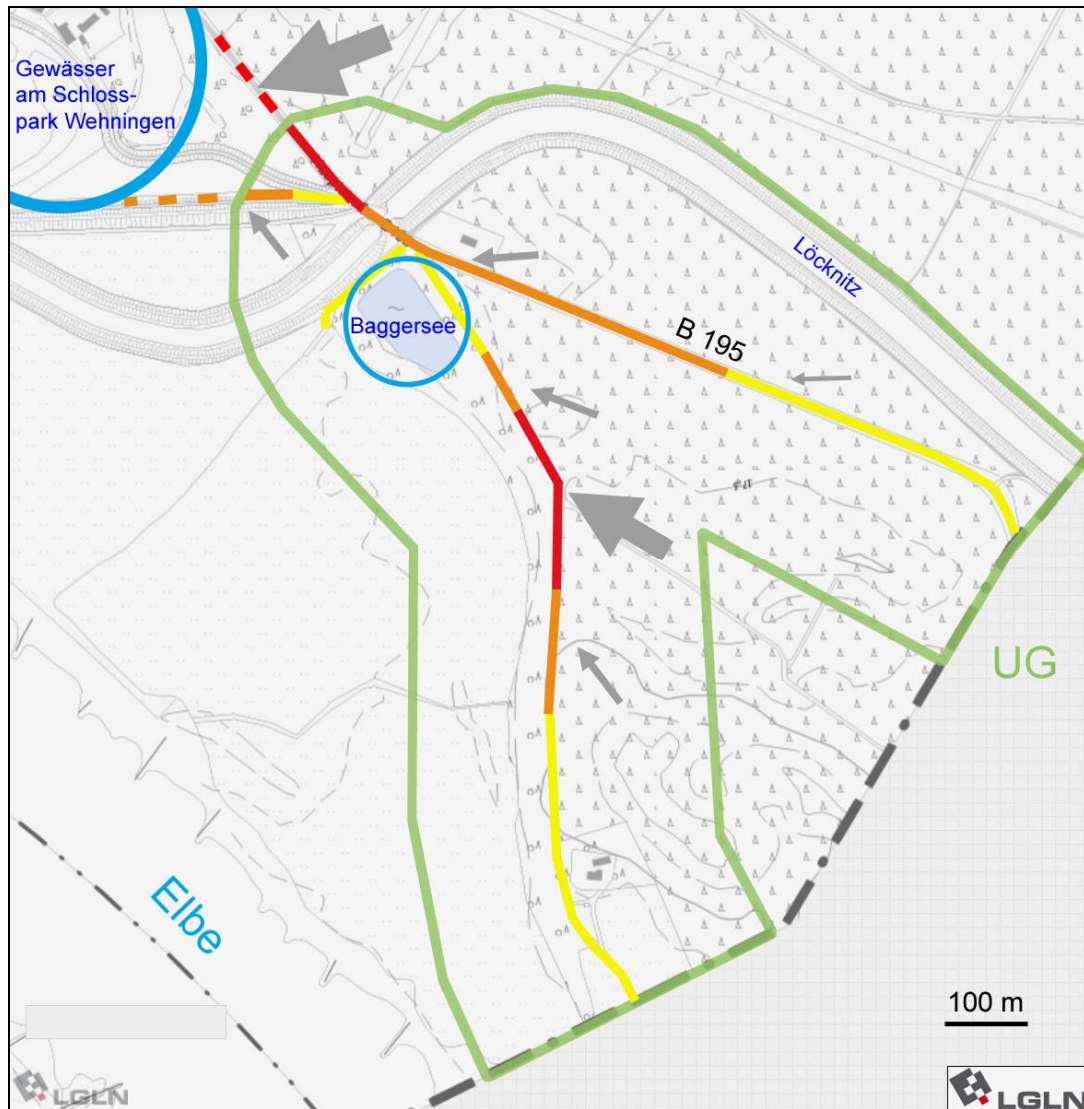 Gewässer
am Schloss-
park Wehningen
Löcknitz
Baggersee
B 195
UG
Elbe
100 m
LGLN
LGLN